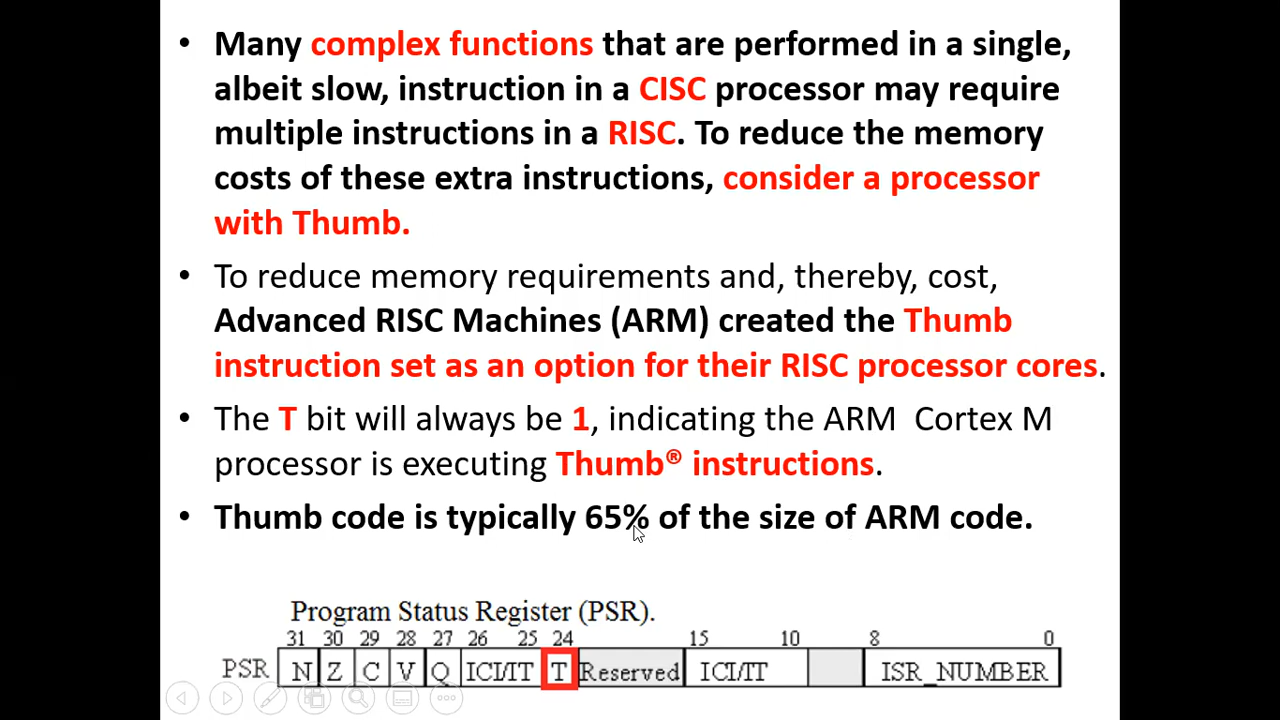 • Many complex functions that are performed in a single,
albeit slow, instruction in a CISC processor may require
multiple instructions in a RISC. To reduce the memory
costs of these extra instructions, consider a processor
with Thumb.
• To reduce memory requirements and, thereby, cost,
Advanced RISC Machines (ARM) created the Thumb
instruction set as an option for their RISC processor cores.
• The T bit will always be 1, indicating the ARM Cortex M
processor is executing Thumb® instructions.
• Thumb code is typically 65% of the size of ARM code.
Program Status Register (PSR).
31 30 29 28 27 26 25 24 15 10 8 0
PSR N Z C V Q ICI/IT T Reserved ICI/IT ISR_NUMBER